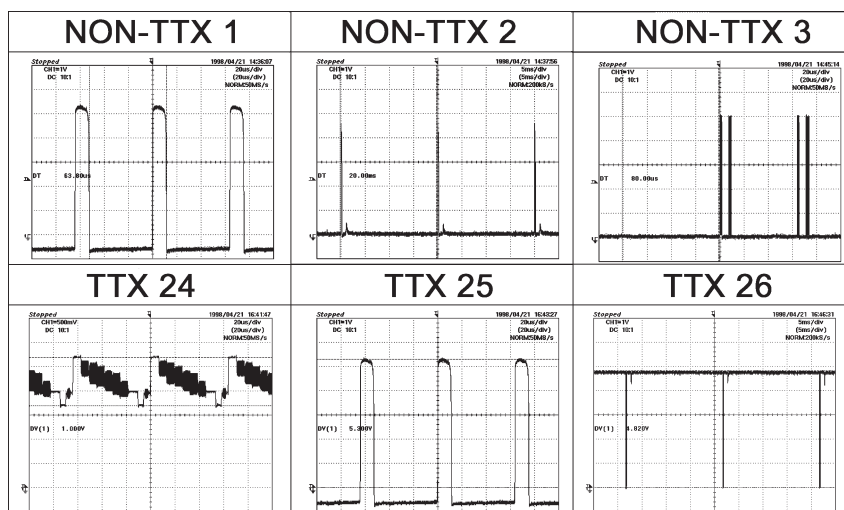 NON-TTX 1
NON-TTX 2
NON-TTX 3
Stopped 1998/04/21 14:36:07
CH1=1V 20us/div
DC 10:1 (20us/div)
NORM:50MS/s
DT 63.80us
Stopped 1998/04/21 14:37:56
CH1=1V 5ms/div
DC 10:1 (5ms/div)
NORM:200kS/s
DT 20.00ms
Stopped 1998/04/21 14:45:14
CH1=1V 20us/div
DC 10:1 (20us/div)
NORM:50MS/s
DT 80.00us
TTX 24
TTX 25
TTX 26
Stopped 1998/04/21 16:41:47
CH1=500mV 20us/div
DC 10:1 (20us/div)
NORM:50MS/s
DV(1) 1.000V
Stopped 1998/04/21 16:43:27
CH1=1V 20us/div
DC 10:1 (20us/div)
NORM:50MS/s
DV(1) 5.300V
Stopped 1998/04/21 16:46:31
CH1=1V 5ms/div
DC 10:1 (5ms/div)
NORM:200kS/s
DV(1) 4.820V